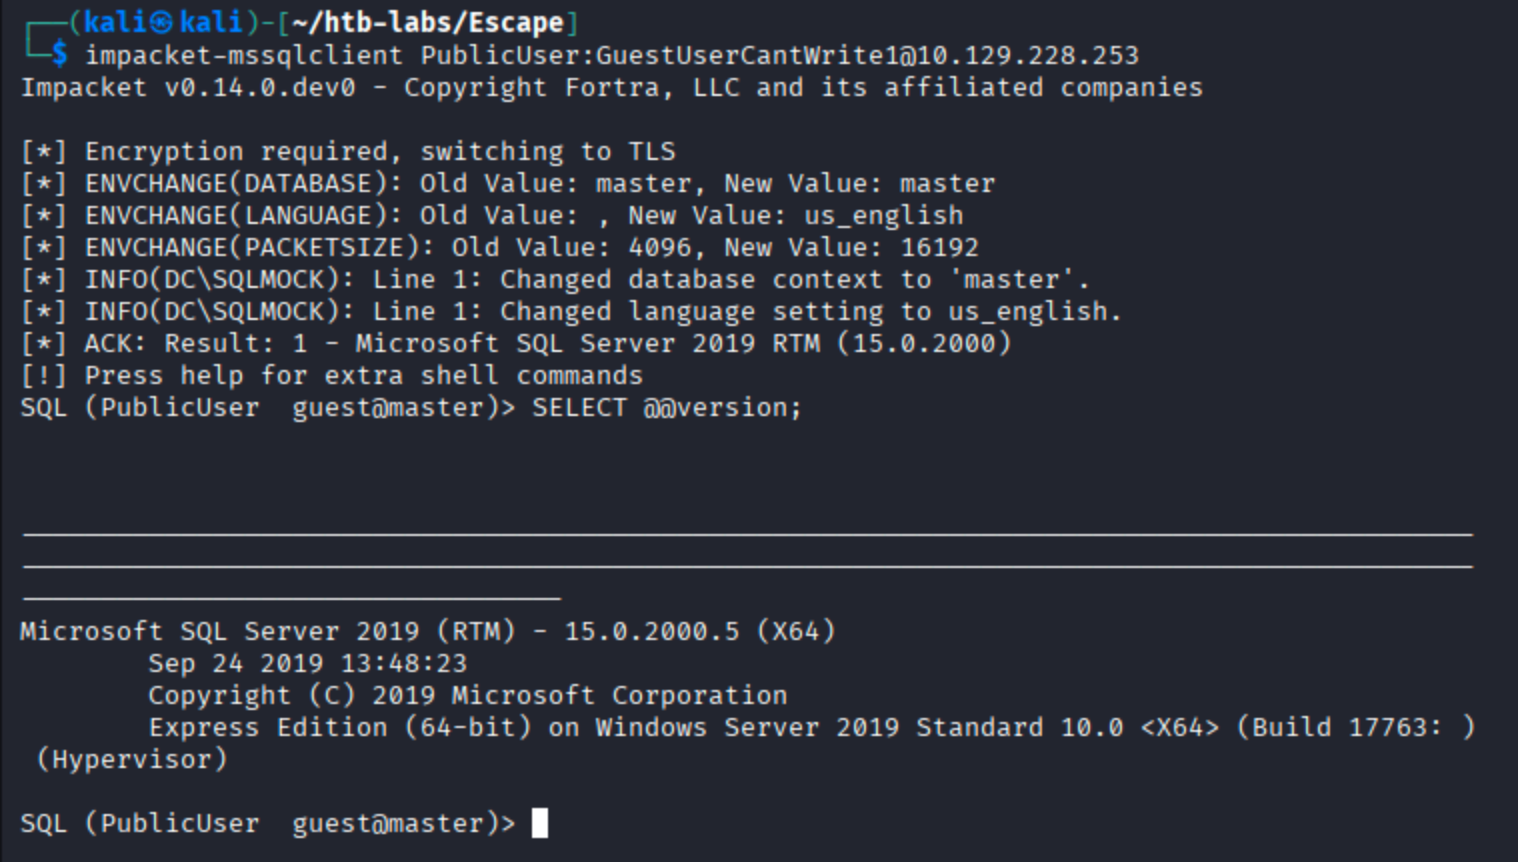 ┌──(kali㉿kali)-[~/htb-labs/Escape]
└─$ impacket-mssqlclient PublicUser:GuestUserCantWrite1@10.129.228.253
Impacket v0.14.0.dev0 - Copyright Fortra, LLC and its affiliated companies

[*] Encryption required, switching to TLS
[*] ENVCHANGE(DATABASE): Old Value: master, New Value: master
[*] ENVCHANGE(LANGUAGE): Old Value: , New Value: us_english
[*] ENVCHANGE(PACKETSIZE): Old Value: 4096, New Value: 16192
[*] INFO(DC\SQLMOCK): Line 1: Changed database context to 'master'.
[*] INFO(DC\SQLMOCK): Line 1: Changed language setting to us_english.
[*] ACK: Result: 1 - Microsoft SQL Server 2019 RTM (15.0.2000)
[!] Press help for extra shell commands
SQL (PublicUser  guest@master)> SELECT @@version;

Microsoft SQL Server 2019 (RTM) - 15.0.2000.5 (X64)
        Sep 24 2019 13:48:23
        Copyright (C) 2019 Microsoft Corporation
        Express Edition (64-bit) on Windows Server 2019 Standard 10.0 <X64> (Build 17763: )
 (Hypervisor)

SQL (PublicUser  guest@master)>